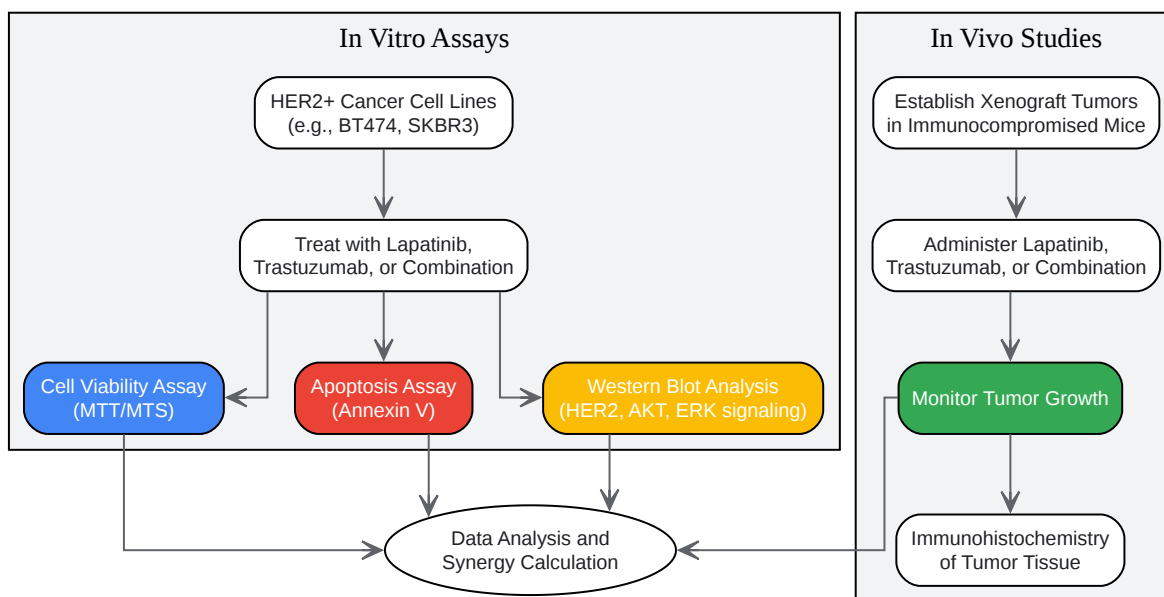 In Vitro Assays
HER2+ Cancer Cell Lines
(e.g., BT474, SKBR3)
Treat with Lapatinib,
Trastuzumab, or Combination
Cell Viability Assay
(MTT/MTS)
Apoptosis Assay
(Annexin V)
Western Blot Analysis
(HER2, AKT, ERK signaling)
In Vivo Studies
Establish Xenograft Tumors
in Immunocompromised Mice
Administer Lapatinib,
Trastuzumab, or Combination
Monitor Tumor Growth
Immunohistochemistry
of Tumor Tissue
Data Analysis and
Synergy Calculation